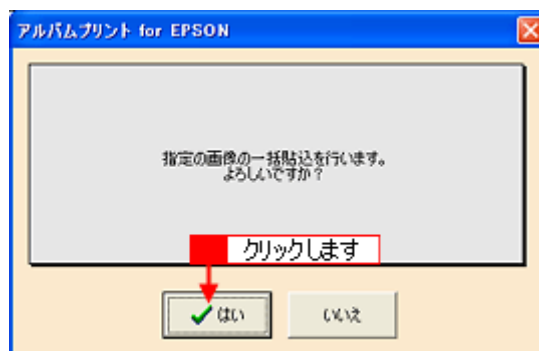 アルバムプリント for EPSON
指定の画像の一括貼込を行います。
よろしいですか？
クリックします
はい
いいえ